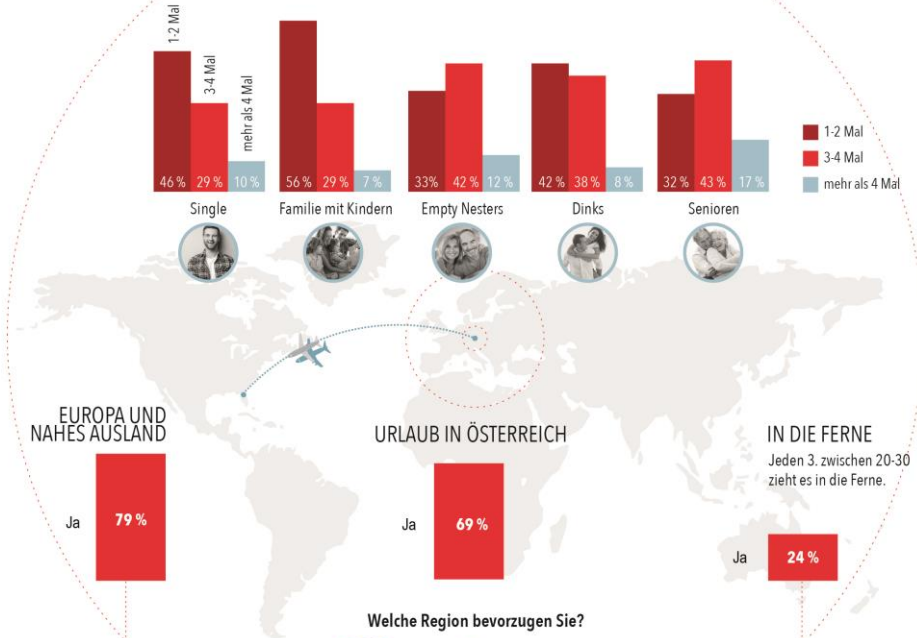 1-2 Mal
3-4 Mal
mehr als 4 Mal
46 % 29 % 10 %
56 % 29 % 7 %
33% 42 % 12 %
42 % 38 % 8 %
32 % 43 % 17 %
1-2 Mal
3-4 Mal
mehr als 4 Mal
Single
Familie mit Kindern
Empty Nesters
Dinks
Senioren
EUROPA UND
NAHES AUSLAND
Ja
79 %
URLAUB IN ÖSTERREICH
Ja
69 %
IN DIE FERNE
Jeden 3. zwischen 20-30
zieht es in die Ferne.
Ja
24 %
Welche Region bevorzugen Sie?